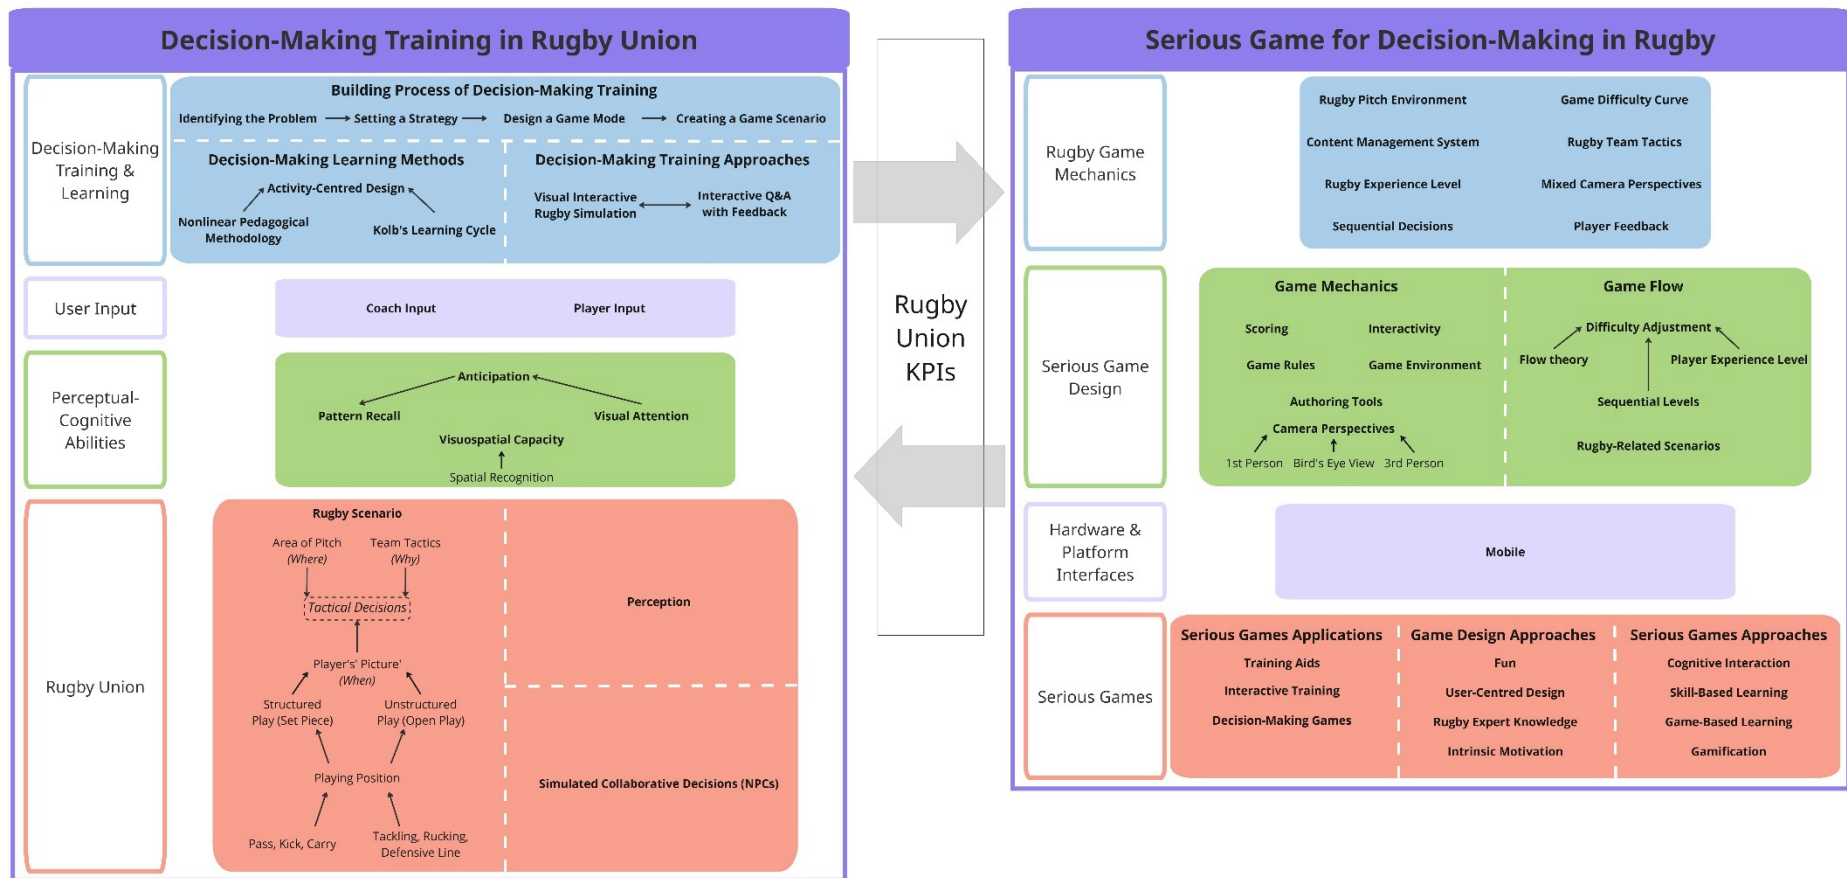 Decision-Making Training in Rugby Union
Decision-Making
Training &
Learning
Building Process of Decision-Making Training
Identifying the Problem
Setting a Strategy
Design a Game Mode
Creating a Game Scenario
Decision-Making Learning Methods
Activity-Centred Design
Nonlinear Pedagogical
Methodology
Kolb's Learning Cycle
Decision-Making Training Approaches
Visual Interactive
Rugby Simulation
Interactive Q&A
with Feedback
User Input
Coach Input
Player Input
Perceptual-
Cognitive
Abilities
Anticipation
Pattern Recall
Visual Attention
Visuospatial Capacity
Spatial Recognition
Rugby Union
Rugby Scenario
Area of Pitch
(Where)
Team Tactics
(Why)
Tactical Decisions
Player's' Picture'
(When)
Structured
Play (Set Piece)
Unstructured
Play (Open Play)
Playing Position
Pass, Kick, Carry
Tackling, Rucking,
Defensive Line
Perception
Simulated Collaborative Decisions (NPCs)
Rugby
Union
KPIs
Serious Game for Decision-Making in Rugby
Rugby Game
Mechanics
Rugby Pitch Environment
Game Difficulty Curve
Content Management System
Rugby Team Tactics
Rugby Experience Level
Mixed Camera Perspectives
Sequential Decisions
Player Feedback
Serious Game
Design
Game Mechanics
Scoring
Interactivity
Game Rules
Game Environment
Authoring Tools
Camera Perspectives
1st Person
Bird's Eye View
3rd Person
Game Flow
Difficulty Adjustment
Flow theory
Player Experience Level
Sequential Levels
Rugby-Related Scenarios
Hardware &
Platform
Interfaces
Mobile
Serious Games
Serious Games Applications
Training Aids
Interactive Training
Decision-Making Games
Game Design Approaches
Fun
User-Centred Design
Rugby Expert Knowledge
Intrinsic Motivation
Serious Games Approaches
Cognitive Interaction
Skill-Based Learning
Game-Based Learning
Gamification